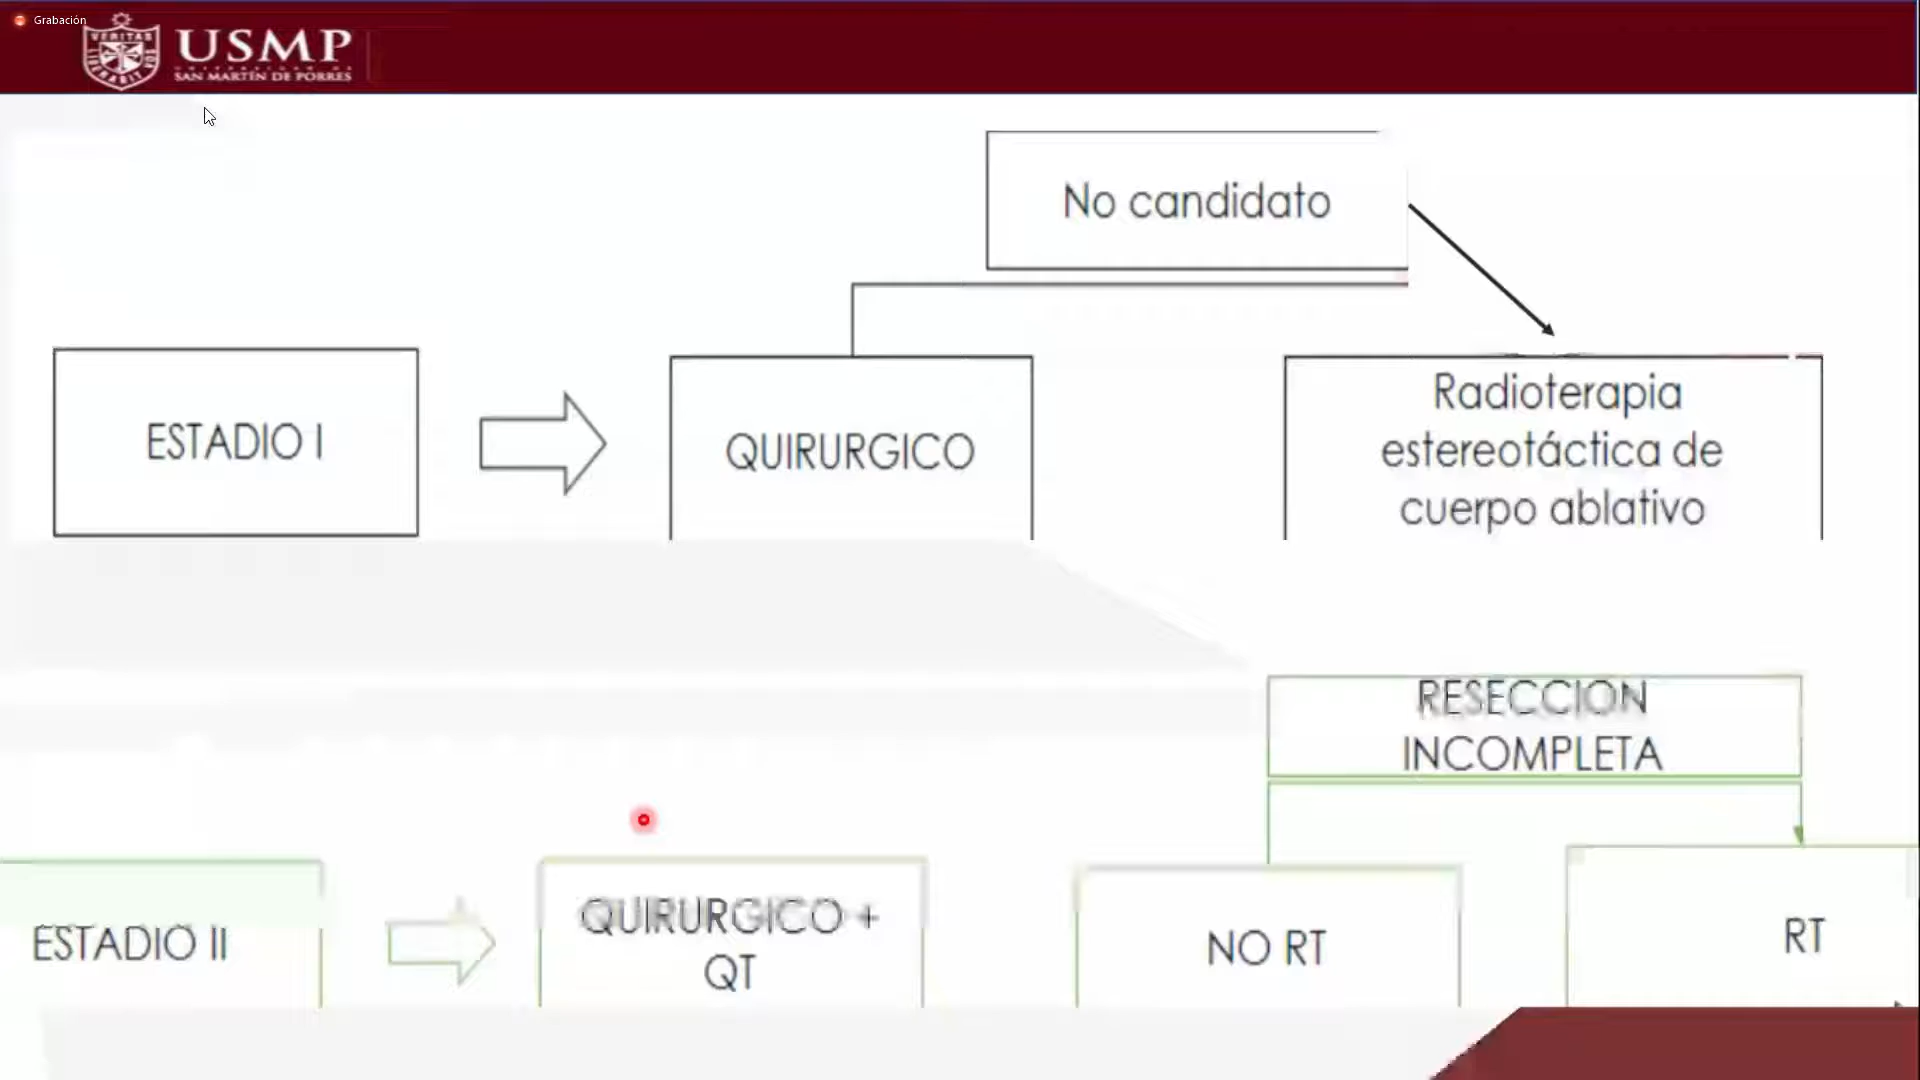 Grabación
VERITAS
USMP
SAN MARTÍN DE PORRES
No candidato
ESTADIO I
QUIRURGICO
Radioterapia
estereotáctica de
cuerpo ablativo
RESECCION
INCOMPLETA
ESTADIO II
QUIRURGICO +
QT
NO RT
RT